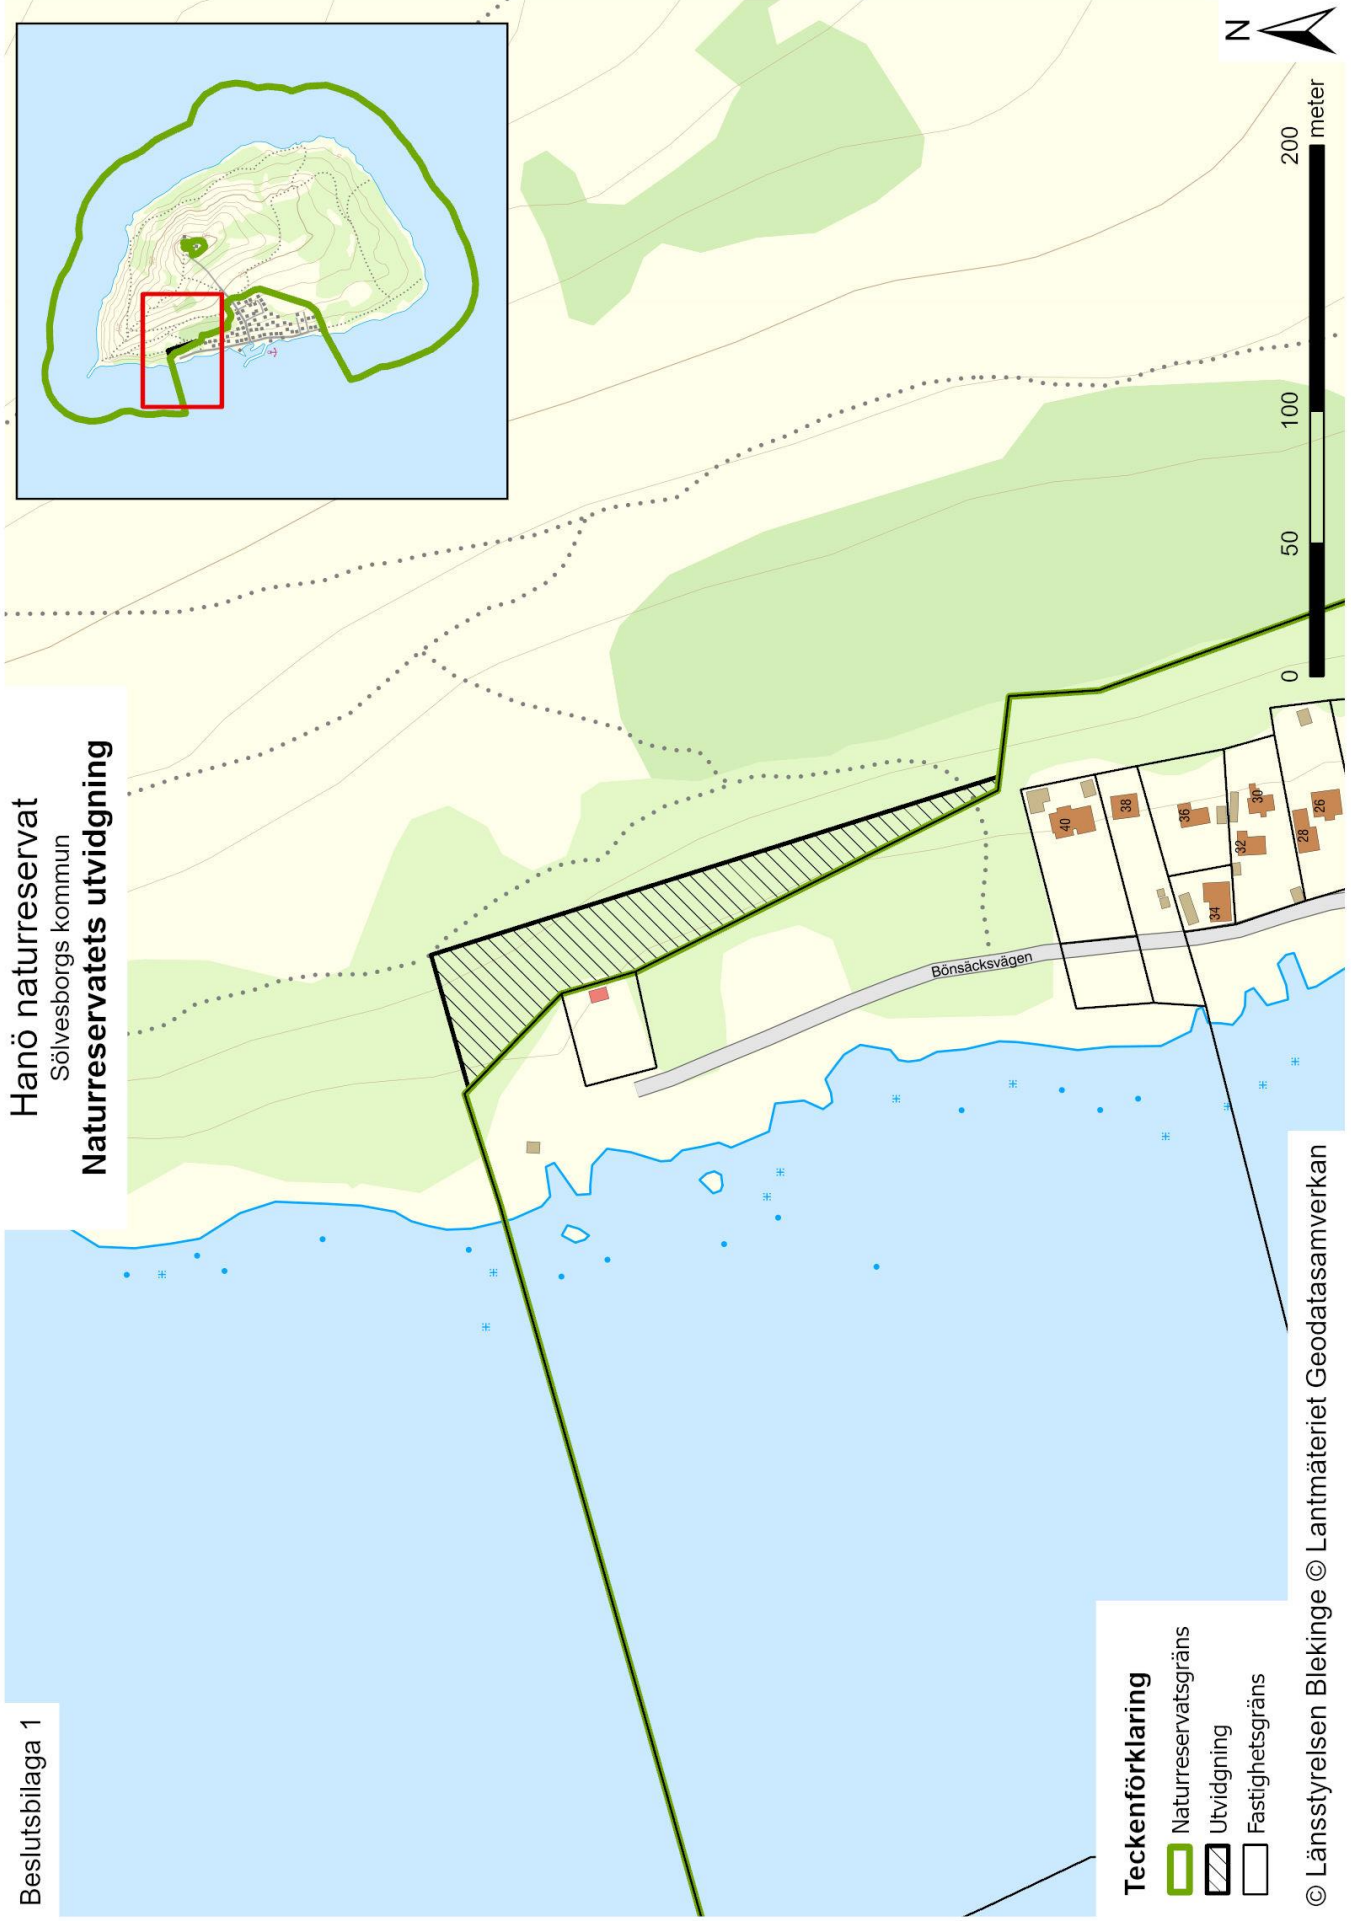 Beslutsbilaga 1
Hanö naturreservat
Sölvesborgs kommun
Naturreservatets utvidgning
Bönsäcksvägen
40
38
36
34
32
30
28
26
Teckenförklaring
Naturreservatsgräns
Utvidgning
Fastighetsgräns
N
0 50 100 200
meter
© Länsstyrelsen Blekinge © Lantmäteriet Geodatasamverkan